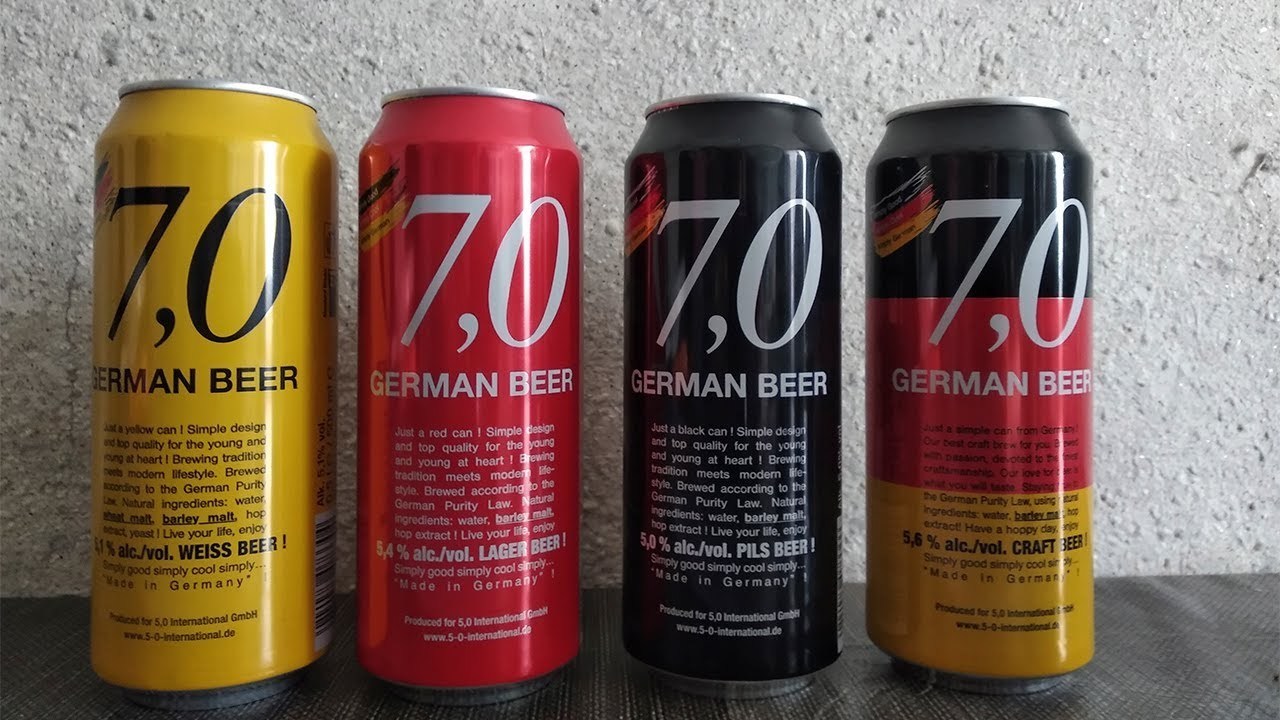 7,0
GERMAN BEER
Just a yellow can ! Simple design
and top quality for the young and
young at heart ! Brewing tradition
meets modern lifestyle. Brewed
according to the German Purity
Law. Natural ingredients: water,
wheat malt, barley malt, hop
extract, yeast ! Live your life, enjoy
5,1 % alc./vol. WEISS BEER !
Simply good simply cool simply...
"Made in Germany"
Produced for 5,0 International GmbH
www.5-0-international.de
Alk. 5,1% vol.
7,0
GERMAN BEER
Just a red can ! Simple design
and top quality for the young
and young at heart ! Brewing
tradition meets modern life-
style. Brewed according to the
German Purity Law. Natural
ingredients: water, barley malt,
hop extract ! Live your life, enjoy
5,4 % alc./vol. LAGER BEER !
Simply good simply cool simply...
"Made in Germany" !
Produced for 5,0 International GmbH
www.5-0-international.de
7,0
GERMAN BEER
Just a black can ! Simple design
and top quality for the young
and young at heart ! Brewing
tradition meets modern life-
style. Brewed according to the
German Purity Law. Natural
ingredients: water, barley malt,
hop extract ! Live your life, enjoy
5,0 % alc./vol. PILS BEER !
Simply good simply cool simply...
"Made in Germany" !
Produced for 5,0 International GmbH
www.5-0-international.de
7,0
GERMAN BEER
Just a simple can from Germany !
Our best craft brew for you. Brewed
with passion, devoted to the finest
craftsmanship. Our love for beer is
what you will taste. Staying true to
the German Purity Law, using natural
ingredients: water, barley malt, hop
extract! Have a hoppy day, enjoy
5,6 % alc./vol. CRAFT BEER !
Simply good simply cool simply...
"Made in Germany" !
Produced for 5,0 International GmbH
www.5-0-international.de